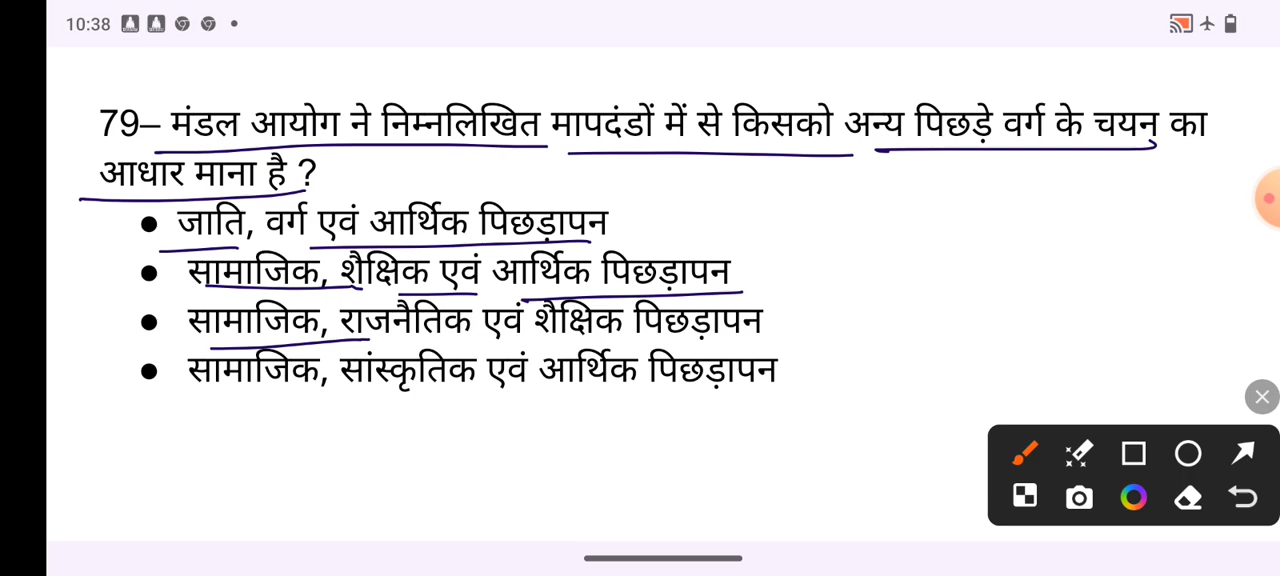 10:38
79– मंडल आयोग ने निम्नलिखित मापदंडों में से किसको अन्य पिछड़े वर्ग के चयन का
आधार माना है ?
● जाति, वर्ग एवं आर्थिक पिछड़ापन
● सामाजिक, शैक्षिक एवं आर्थिक पिछड़ापन
● सामाजिक, राजनैतिक एवं शैक्षिक पिछड़ापन
● सामाजिक, सांस्कृतिक एवं आर्थिक पिछड़ापन